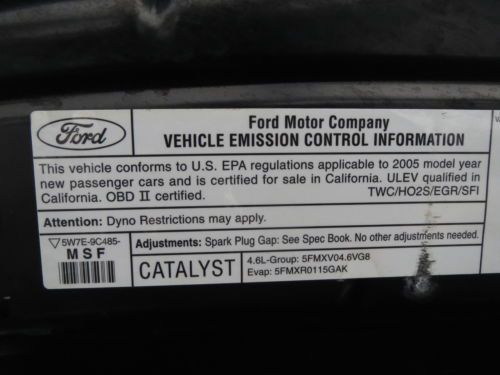 Ford
Ford Motor Company
VEHICLE EMISSION CONTROL INFORMATION
This vehicle conforms to U.S. EPA regulations applicable to 2005 model year
new passenger cars and is certified for sale in California. ULEV qualified in
California. OBD II certified.
TWC/HO2S/EGR/SFI
Attention: Dyno Restrictions may apply.
5W7E-9C485-
MSF
Adjustments: Spark Plug Gap: See Spec Book. No other adjustments needed.
CATALYST
4.6L-Group: 5FMXV04.6VG8
Evap: 5FMXR0115GAK